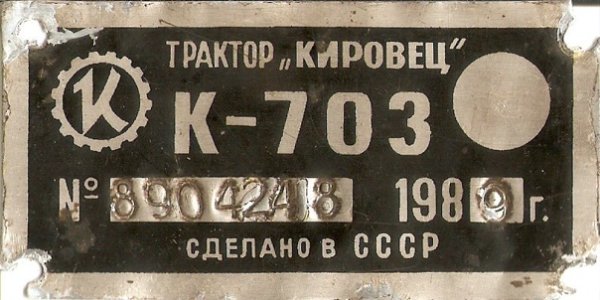 ТРАКТОР „КИРОВЕЦ"
К
К-703
№ 8904248 1989 г.
СДЕЛАНО В СССР